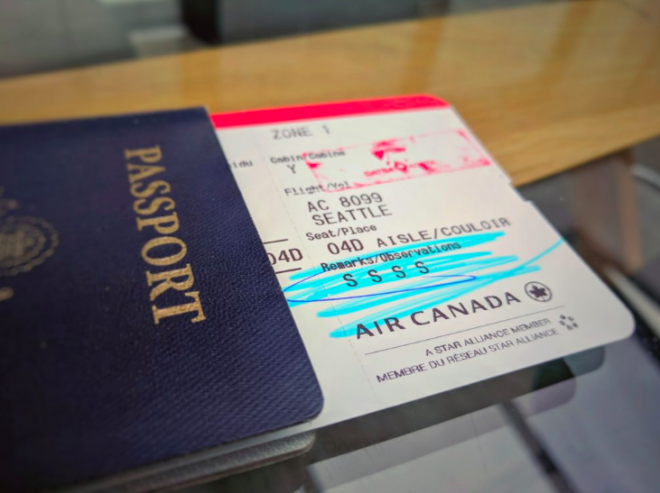 PASSPORT
ZONE 1
idu Cabin/Cabine
Y
Flight/Vol
AC 8099
SEATTLE
Seat/Place
04D 04D AISLE/COULOIR
Remarks/Observations
S S S S
AIR CANADA
A STAR ALLIANCE MEMBER
MEMBRE DU RÉSEAU STAR ALLIANCE